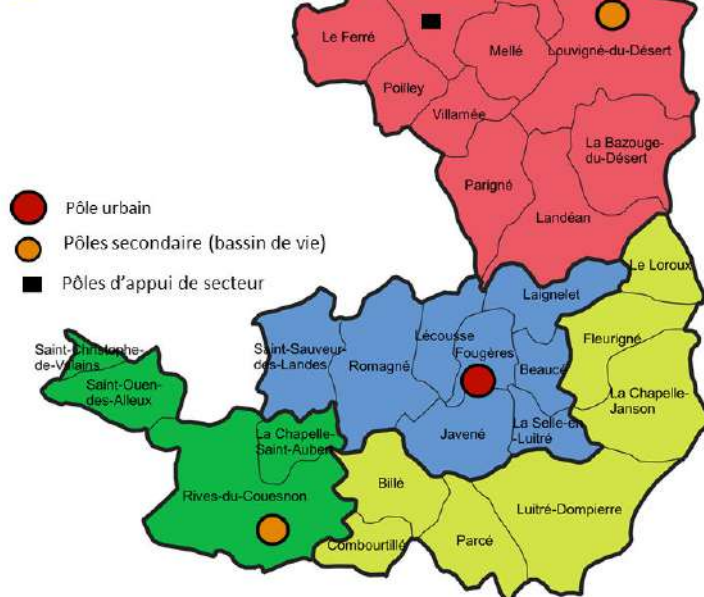 Le Ferré
Mellé
Louvigné-du-Désert
Poilley
Villamée
La Bazouge-
du-Désert
Parigné
Landéan
Pôle urbain
Pôles secondaire (bassin de vie)
Pôles d'appui de secteur
Le Loroux
Laignelet
Saint-Christophe-
de-Valains
Saint-Ouen-
des-Alleux
Saint-Sauveur-
des-Landes
Romagné
Lécousse
Fougères
Beaucé
Fleurigné
La Chapelle-
Janson
La Chapelle-
Saint-Aubert
Javené
La Selle-en
-Luitré
Rives-du-Couesnon
Billé
Luitré-Dompierre
Combourtillé
Parcé